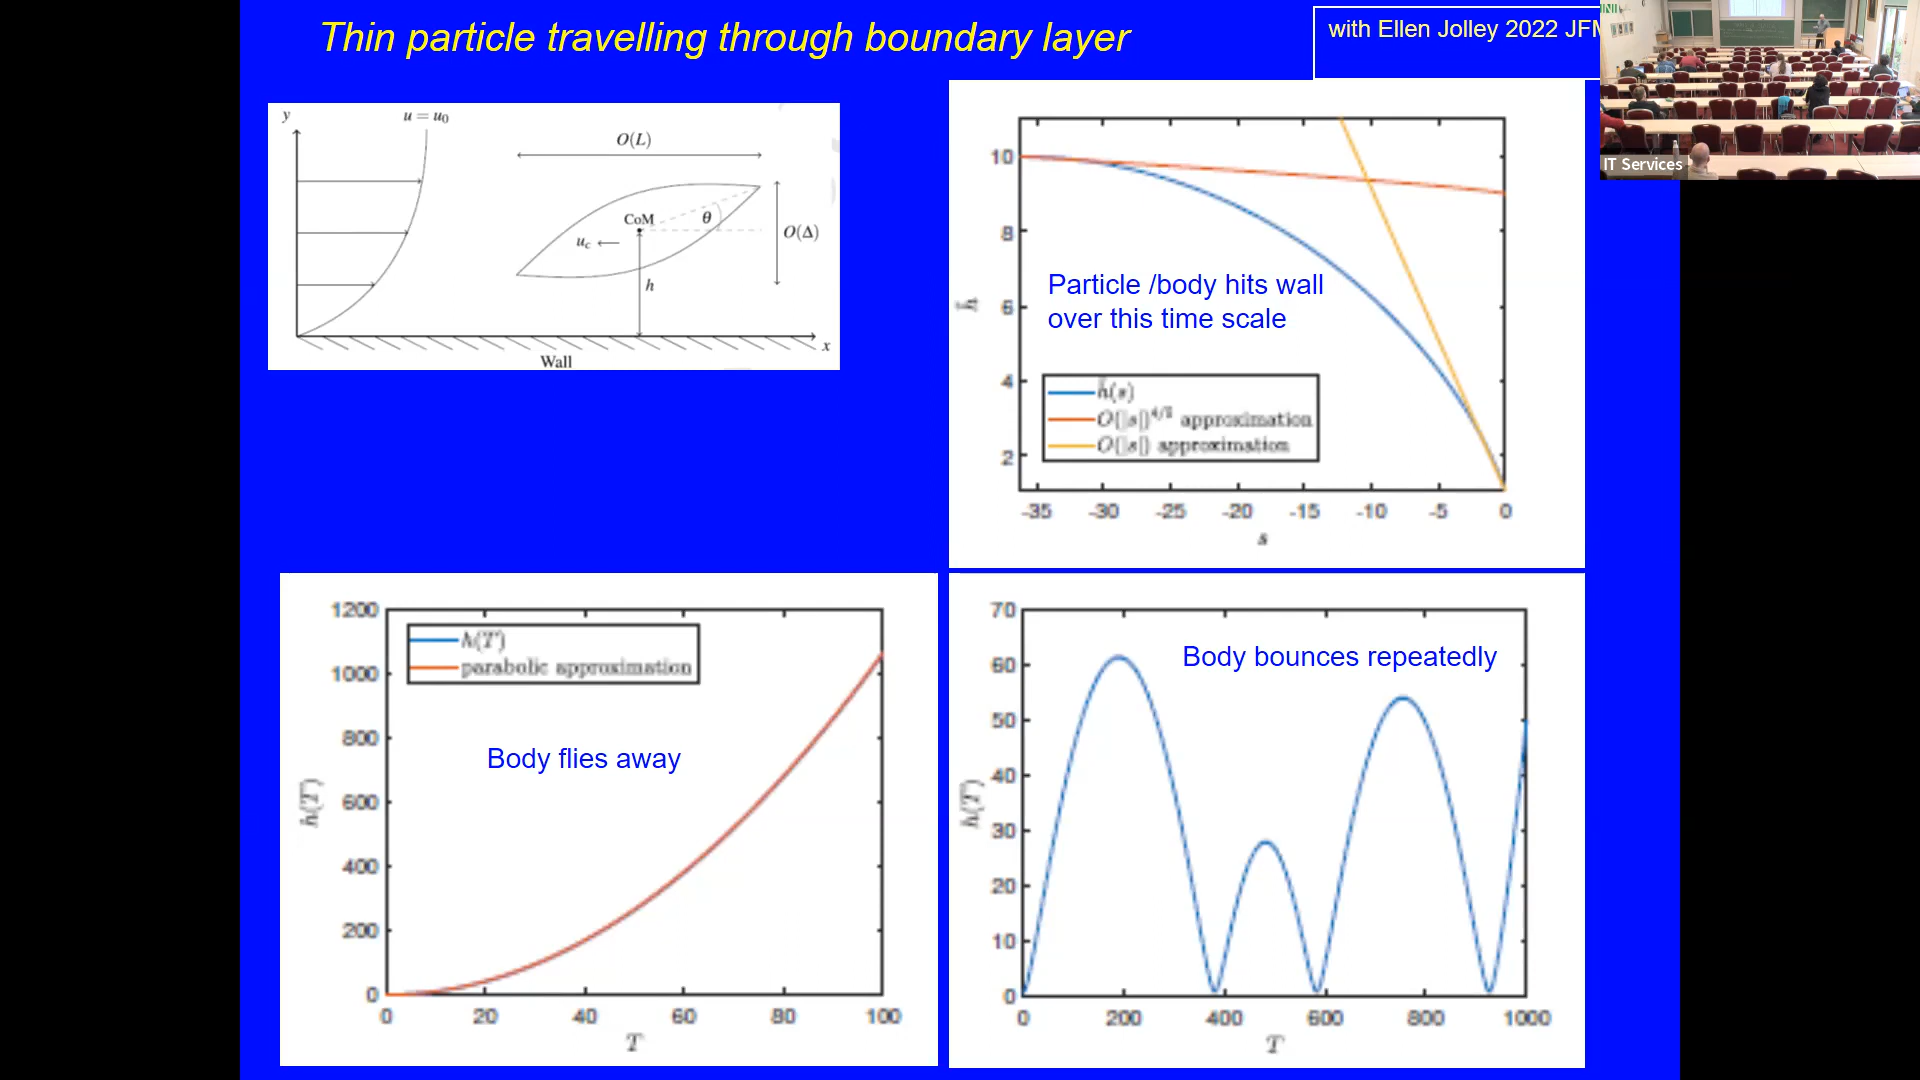 Thin particle travelling through boundary layer
with Ellen Jolley 2022 JFM
IT Services
y
u = u₀
O(L)
CoM
θ
u_c ←
O(Δ)
h
x
Wall
10
8
6
4
2
Particle /body hits wall
over this time scale
h̃(s)
approximation
O(|s|) approximation
-35 -30 -25 -20 -15 -10 -5 0
s
1200
1000
800
600
400
200
0
h(T)
parabolic approximation
Body flies away
h(T)
0 20 40 60 80 100
T
70
60
50
40
30
20
10
0
Body bounces repeatedly
h(T)
0 200 400 600 800 1000
T